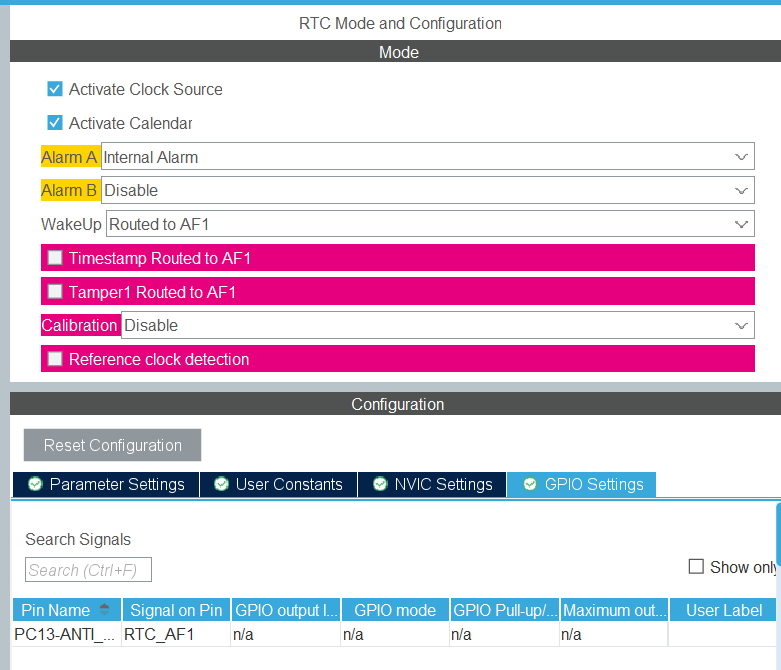 RTC Mode and Configuration
Mode
Activate Clock Source
Activate Calendar
Alarm A Internal Alarm
Alarm B Disable
WakeUp Routed to AF1
Timestamp Routed to AF1
Tamper1 Routed to AF1
Calibration Disable
Reference clock detection
Configuration
Reset Configuration
Parameter Settings User Constants NVIC Settings GPIO Settings
Search Signals
Search (Ctrl+F) Show only
Pin Name Signal on Pin GPIO output l... GPIO mode GPIO Pull-up/... Maximum out... User Label
PC13-ANTI_... RTC_AF1 n/a n/a n/a n/a